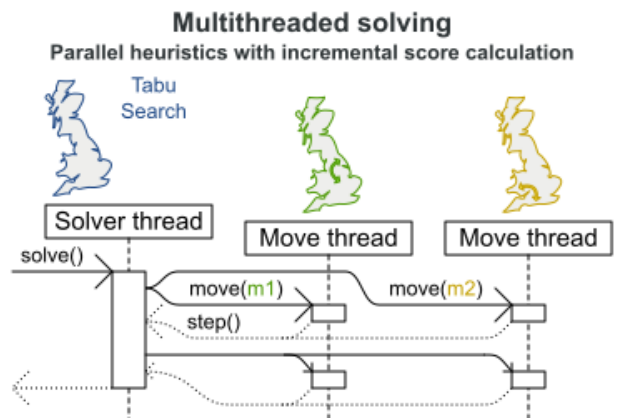 Multithreaded solving
Parallel heuristics with incremental score calculation
Tabu
Search
Solver thread
Move thread
Move thread
solve()
move(m1)
move(m2)
step()